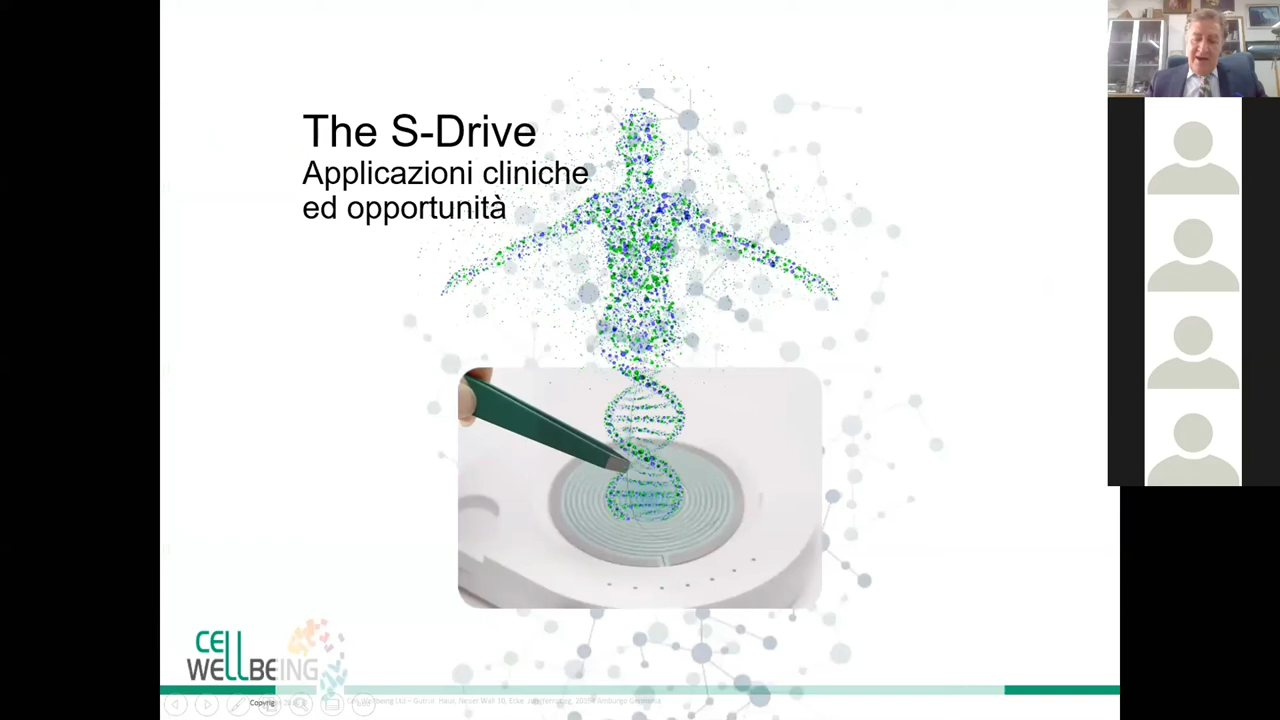 The S-Drive
Applicazioni cliniche
ed opportunità
CELL
WELLBEING